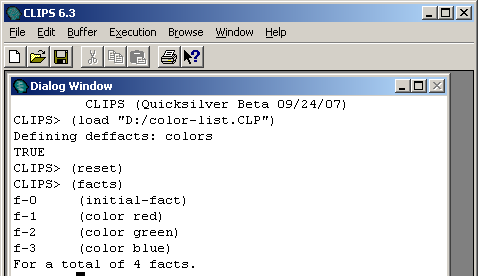 CLIPS 6.3
File Edit Buffer Execution Browse Window Help
Dialog Window
CLIPS (Quicksilver Beta 09/24/07)
CLIPS> (load "D:/color-list.CLP")
Defining deffacts: colors
TRUE
CLIPS> (reset)
CLIPS> (facts)
f-0 (initial-fact)
f-1 (color red)
f-2 (color green)
f-3 (color blue)
For a total of 4 facts.